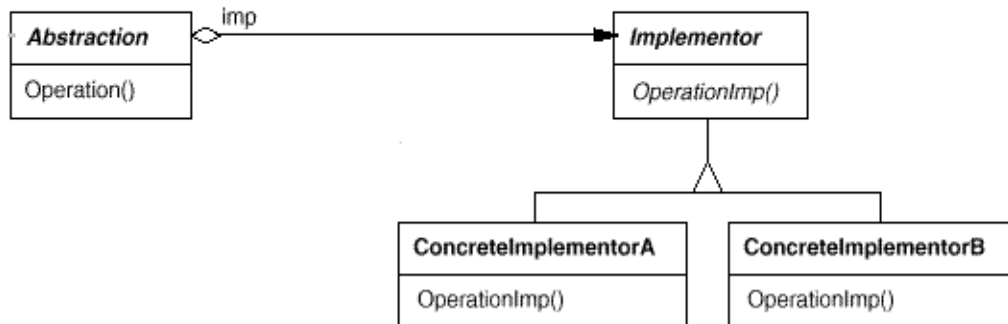 imp
Abstraction
Implementor
Operation()
OperationImp()
ConcreteImplementorA
ConcreteImplementorB
OperationImp()
OperationImp()